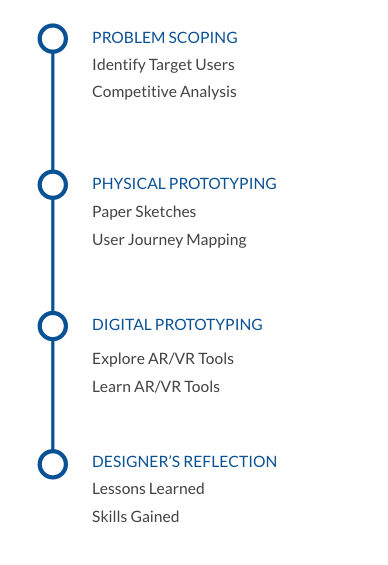 PROBLEM SCOPING
Identify Target Users
Competitive Analysis
PHYSICAL PROTOTYPING
Paper Sketches
User Journey Mapping
DIGITAL PROTOTYPING
Explore AR/VR Tools
Learn AR/VR Tools
DESIGNER’S REFLECTION
Lessons Learned
Skills Gained